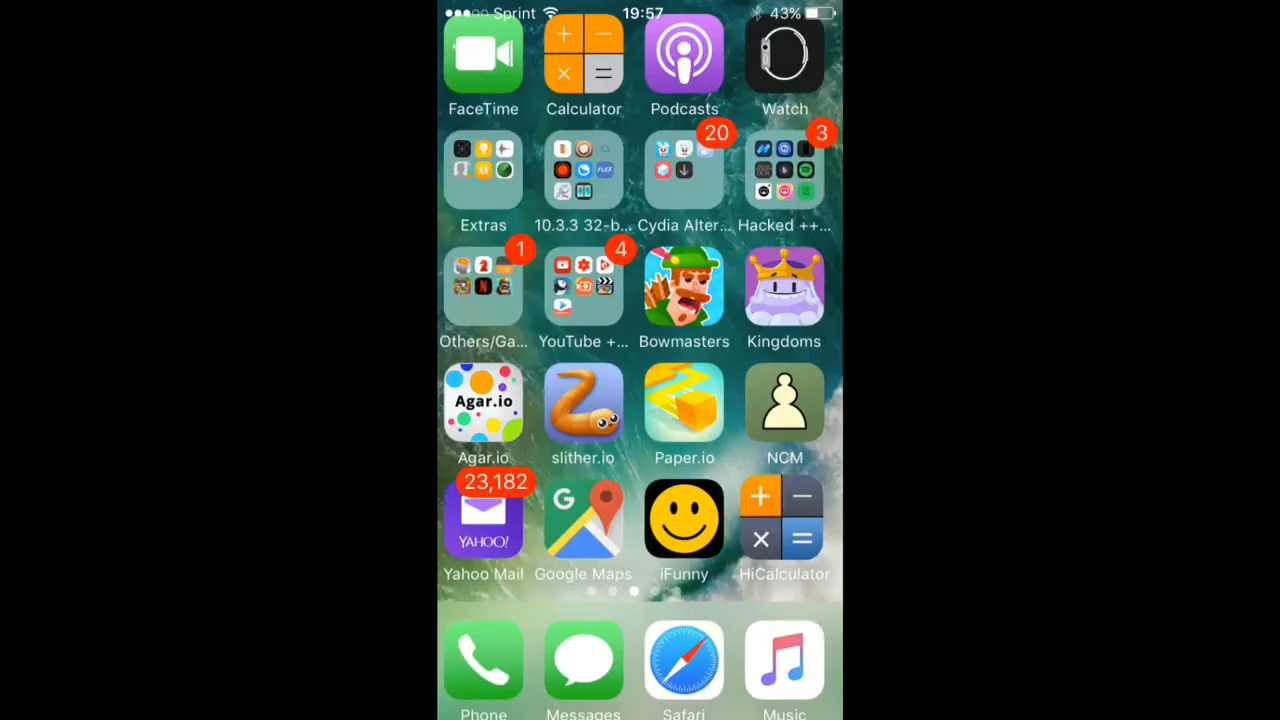 ●●●○○ Sprint 19:57 43%
FaceTime Calculator Podcasts Watch
20 3
FLEX
Extras 10.3.3 32-b... Cydia Alter... Hacked ++...
1 4
Others/Ga... YouTube +... Bowmasters Kingdoms
Agar.io
Agar.io slither.io Paper.io NCM
23,182
G
YAHOO!
Yahoo Mail Google Maps iFunny HiCalculator
Phone Messages Safari Music